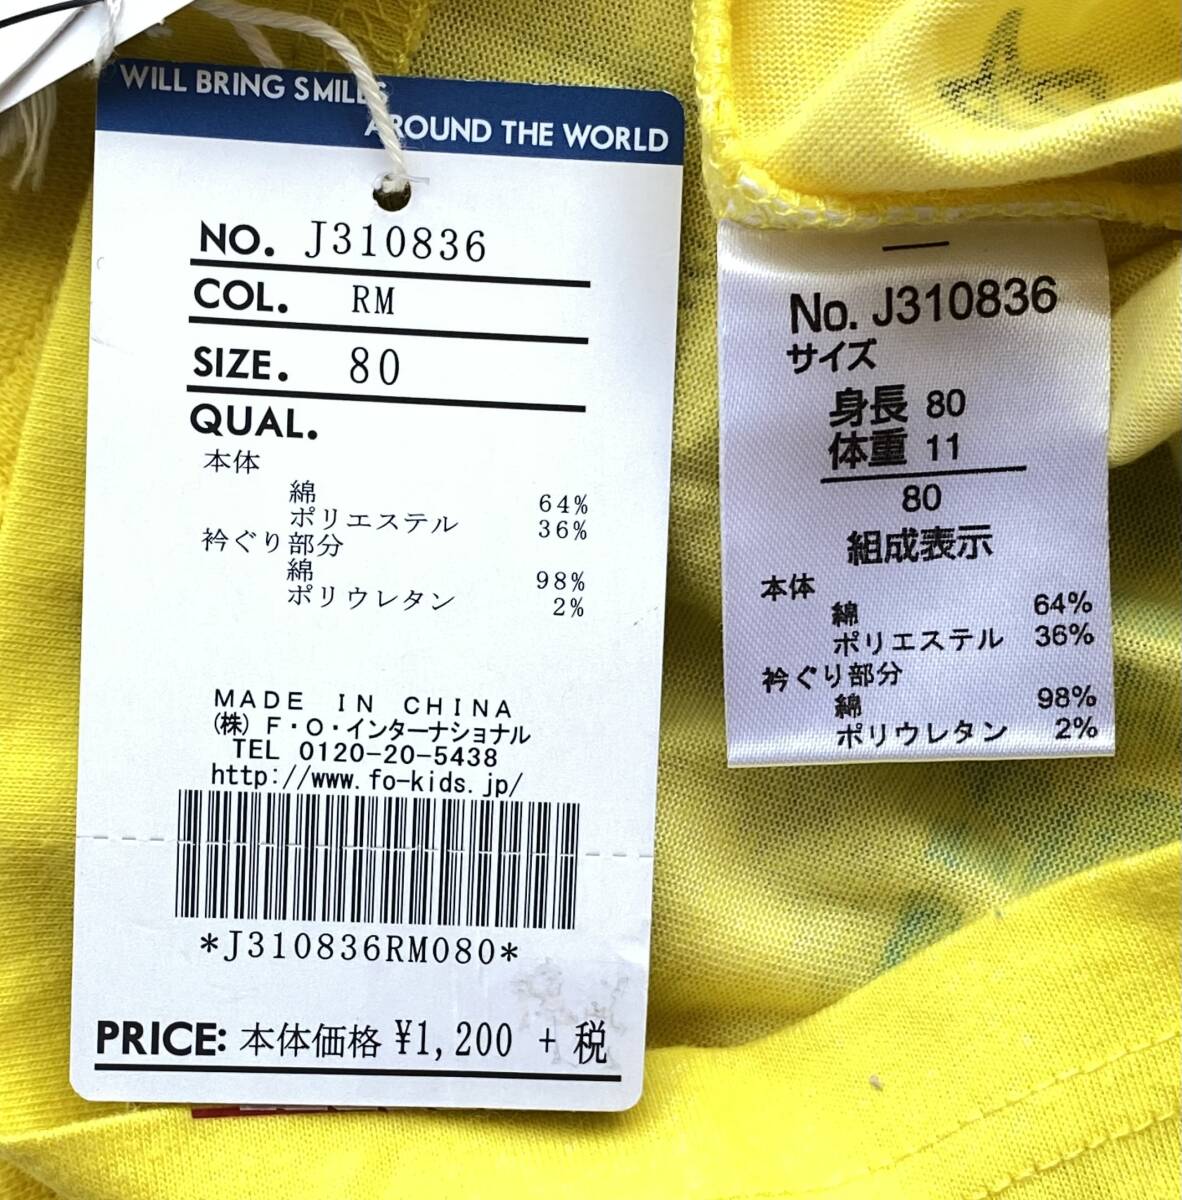 WILL BRING SMILES
AROUND THE WORLD
NO. J310836
COL. RM
SIZE. 80
QUAL.
本体
綿 64%
ポリエステル 36%
衿ぐり部分
綿 98%
ポリウレタン 2%
MADE IN CHINA
(株) F・O・インターナショナル
TEL 0120-20-5438
http://www.fo-kids.jp/
*J310836RM080*
PRICE: 本体価格 ¥1,200 + 税
No. J310836
サイズ
身長 80
体重 11
80
組成表示
本体
綿 64%
ポリエステル 36%
衿ぐり部分
綿 98%
ポリウレタン 2%